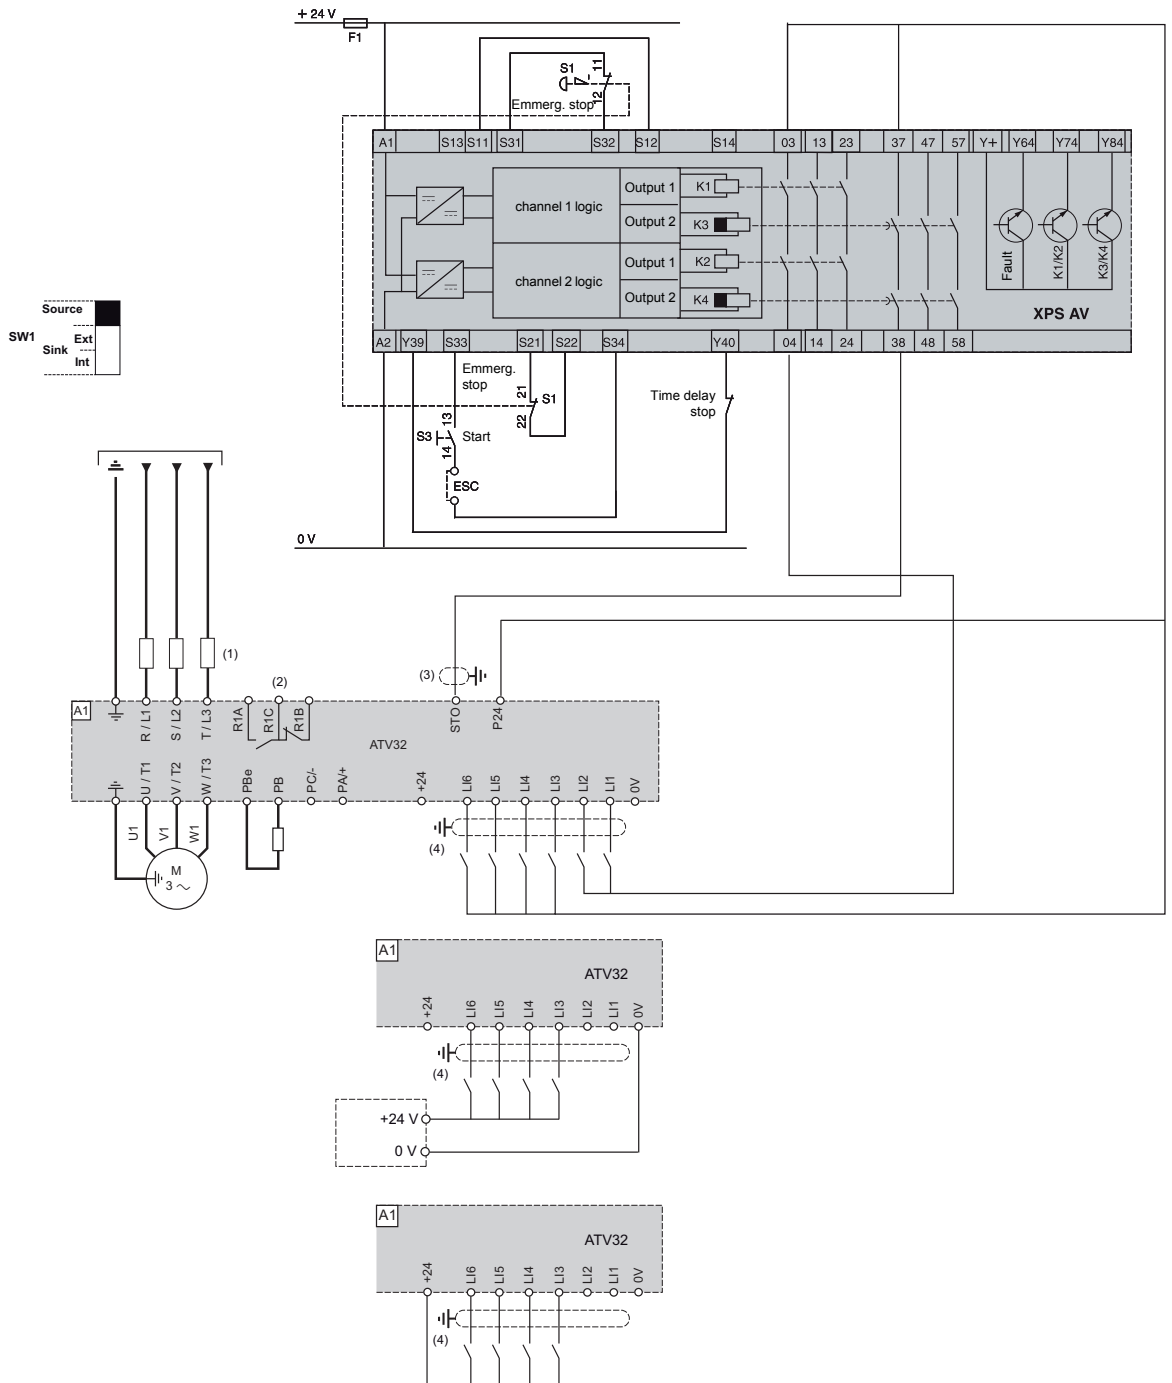 + 24 V
F1
S1
11
12
Emmerg. stop
A1 S13 S11 S31 S32 S12 S14 03 13 23 37 47 57 Y+ Y64 Y74 Y84
channel 1 logic
Output 1
K1
Output 2
K3
channel 2 logic
Output 1
K2
Output 2
K4
Fault
K1/K2
K3/K4
XPS AV
A2 Y39 S33 S21 S22 S34 Y40 04 14 24 38 48 58
SW1
Source
Sink
Ext
Int
Emmerg.
stop
21
22
S1
Time delay
stop
13
14
S3
Start
ESC
0 V
(1)
(2)
(3)
A1
R / L1
S / L2
T / L3
R1A
R1C
R1B
STO
P24
ATV32
U / T1
V / T2
W / T3
PBe
PB
PC/-
PA/+
+24
LI6
LI5
LI4
LI3
LI2
LI1
0V
U1
V1
W1
(4)
M
3 ~
A1
ATV32
+24
LI6
LI5
LI4
LI3
LI2
LI1
0V
(4)
+24 V
0 V
A1
ATV32
+24
LI6
LI5
LI4
LI3
LI2
LI1
0V
(4)